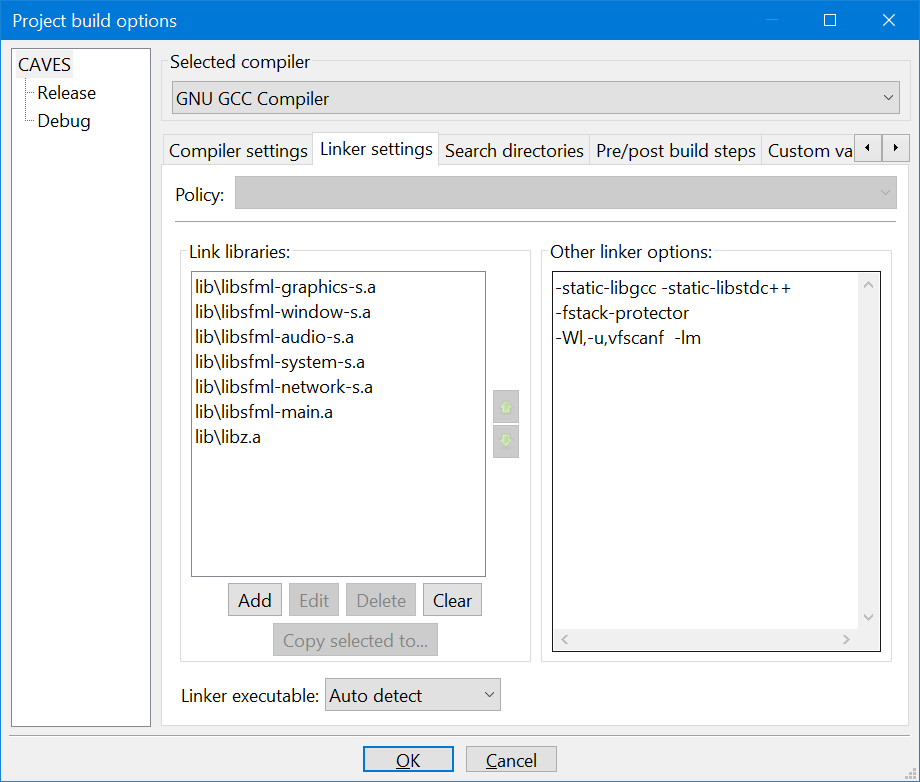 Project build options
CAVES
Release
Debug
Selected compiler
GNU GCC Compiler
Compiler settings
Linker settings
Search directories
Pre/post build steps
Custom va
Policy:
Link libraries:
lib\libsfml-graphics-s.a
lib\libsfml-window-s.a
lib\libsfml-audio-s.a
lib\libsfml-system-s.a
lib\libsfml-network-s.a
lib\libsfml-main.a
lib\libz.a
Add
Edit
Delete
Clear
Copy selected to...
Other linker options:
-static-libgcc -static-libstdc++
-fstack-protector
-Wl,-u,vfscanf  -lm
Linker executable:
Auto detect
OK
Cancel